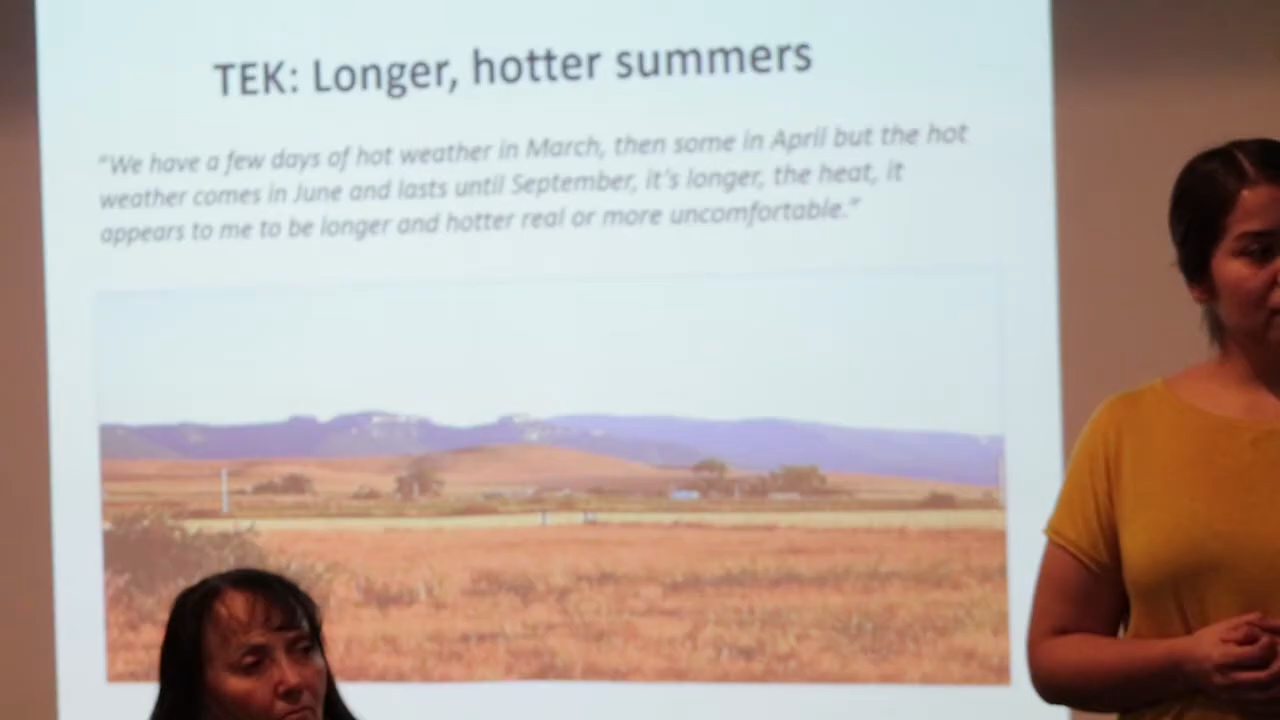 TEK: Longer, hotter summers
"We have a few days of hot weather in March, then some in April but the hot
weather comes in June and lasts until September, it's longer, the heat, it
appears to me to be longer and hotter real or more uncomfortable."